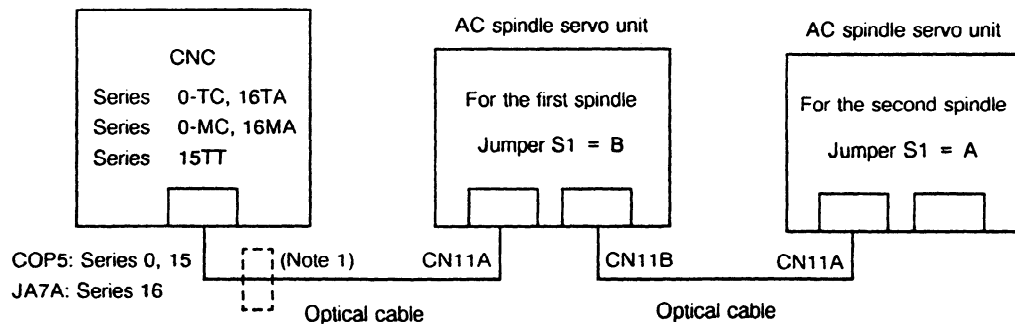 CNC
Series 0-TC, 16TA
Series 0-MC, 16MA
Series 15TT
AC spindle servo unit
For the first spindle
Jumper S1 = B
AC spindle servo unit
For the second spindle
Jumper S1 = A
COP5: Series 0, 15
JA7A: Series 16
(Note 1)
CN11A
CN11B
CN11A
Optical cable
Optical cable